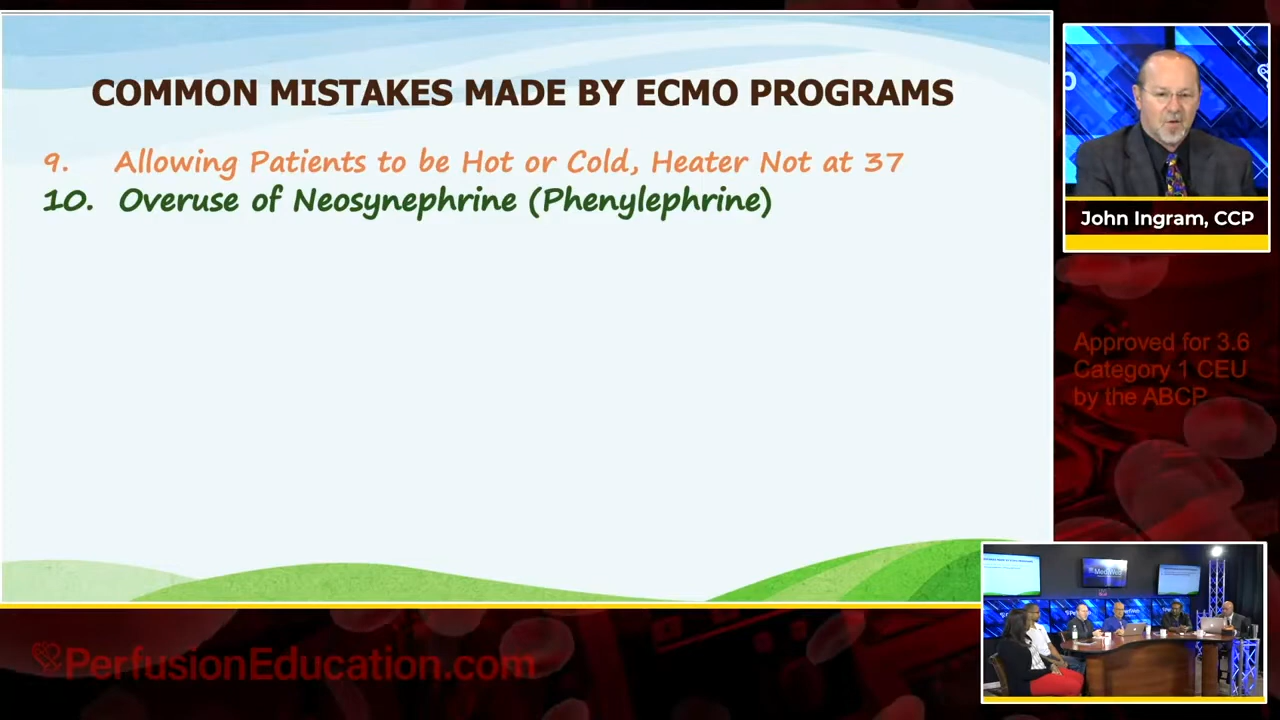 COMMON MISTAKES MADE BY ECMO PROGRAMS
9. Allowing Patients to be Hot or Cold, Heater Not at 37
10. Overuse of Neosynephrine (Phenylephrine)
John Ingram, CCP
Approved for 3.6
Category 1 CEU
by the ABCP
PerfusionEducation.com